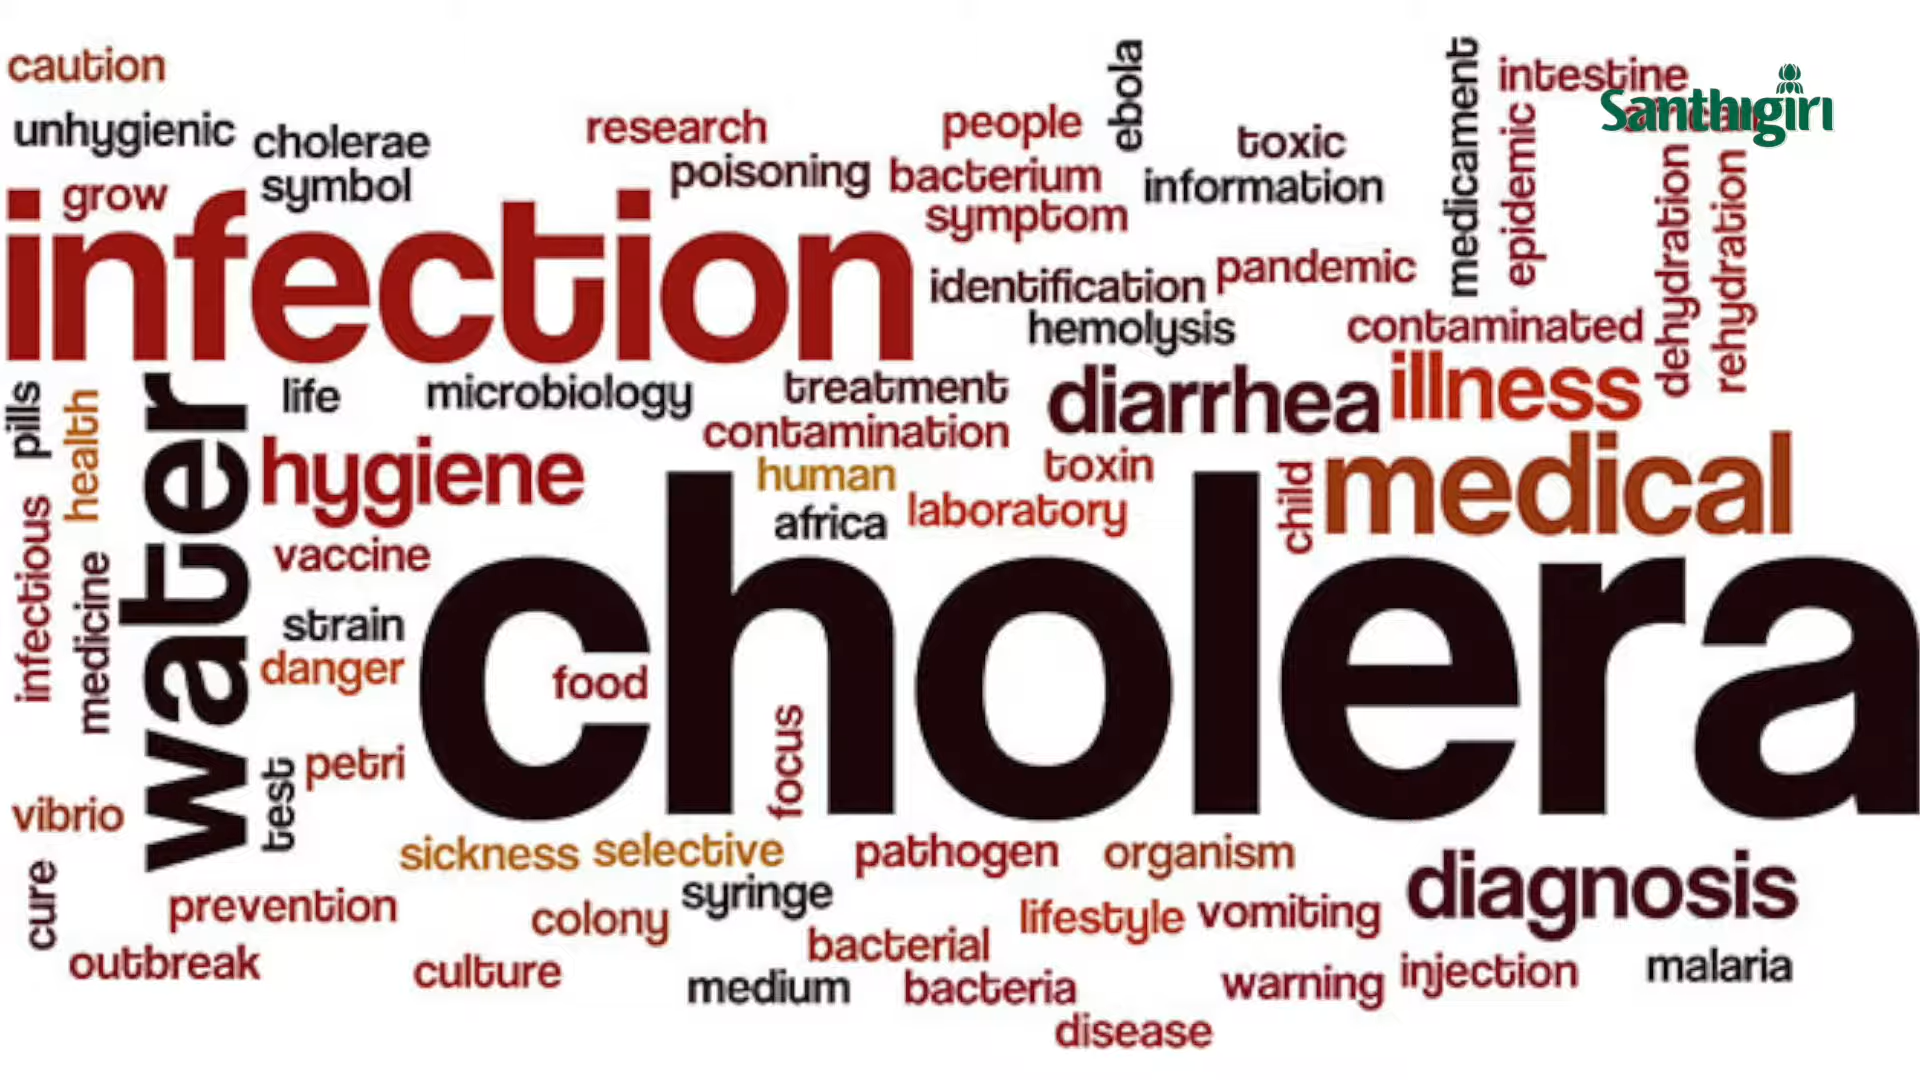 caution
unhygienic
cholerae
symbol
grow
research
poisoning
people
bacterium
symptom
ebola
toxic
information
medicament
epidemic
intestine
Santhigiri
dehydration
rehydration
infection
identification
pandemic
hemolysis
contaminated
pills
health
water
life
microbiology
treatment
contamination
diarrhea
illness
hygiene
human
toxin
africa
laboratory
child
medical
infectious
medicine
vaccine
strain
danger
cholera
food
focus
test
petri
vibrio
sickness
selective
pathogen
organism
cure
prevention
colony
syringe
lifestyle
vomiting
diagnosis
outbreak
culture
bacterial
medium
bacteria
warning
injection
malaria
disease